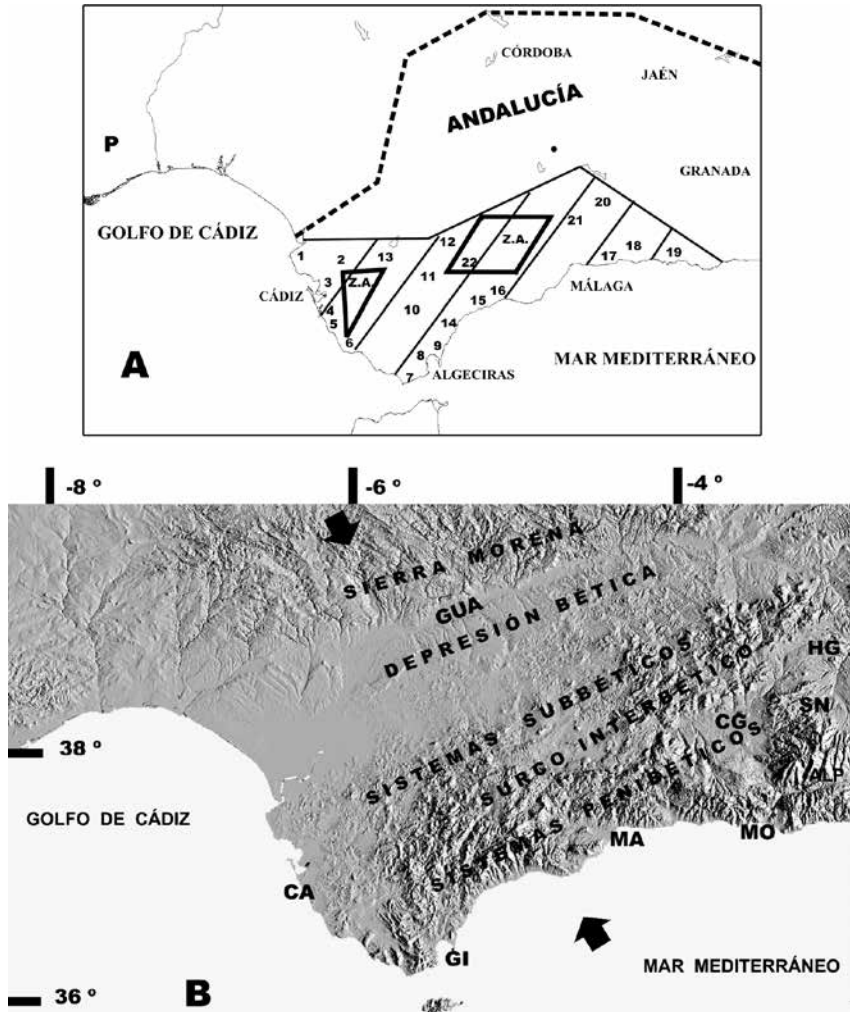 CÓRDOBA
JAÉN
ANDALUCÍA
P
GRANADA
GOLFO DE CÁDIZ
20
12
21
Z.A.
1
2
13
18
11
22
17
19
3
Z.A.
CÁDIZ
16
MÁLAGA
4
10
15
5
14
6
9
8
MAR MEDITERRÁNEO
A
7
ALGECIRAS
-8 º
-6 º
-4 º
SIERRA MORENA
GUA
DEPRESIÓN BÉTICA
HG
SISTEMAS SUBBÉTICOS
SURGO INTERBÉTICO
SN
CG
38 º
SISTEMAS PENIBÉTICOS
ALP
GOLFO DE CÁDIZ
MA
MO
CA
GI
MAR MEDITERRÁNEO
36 º
B